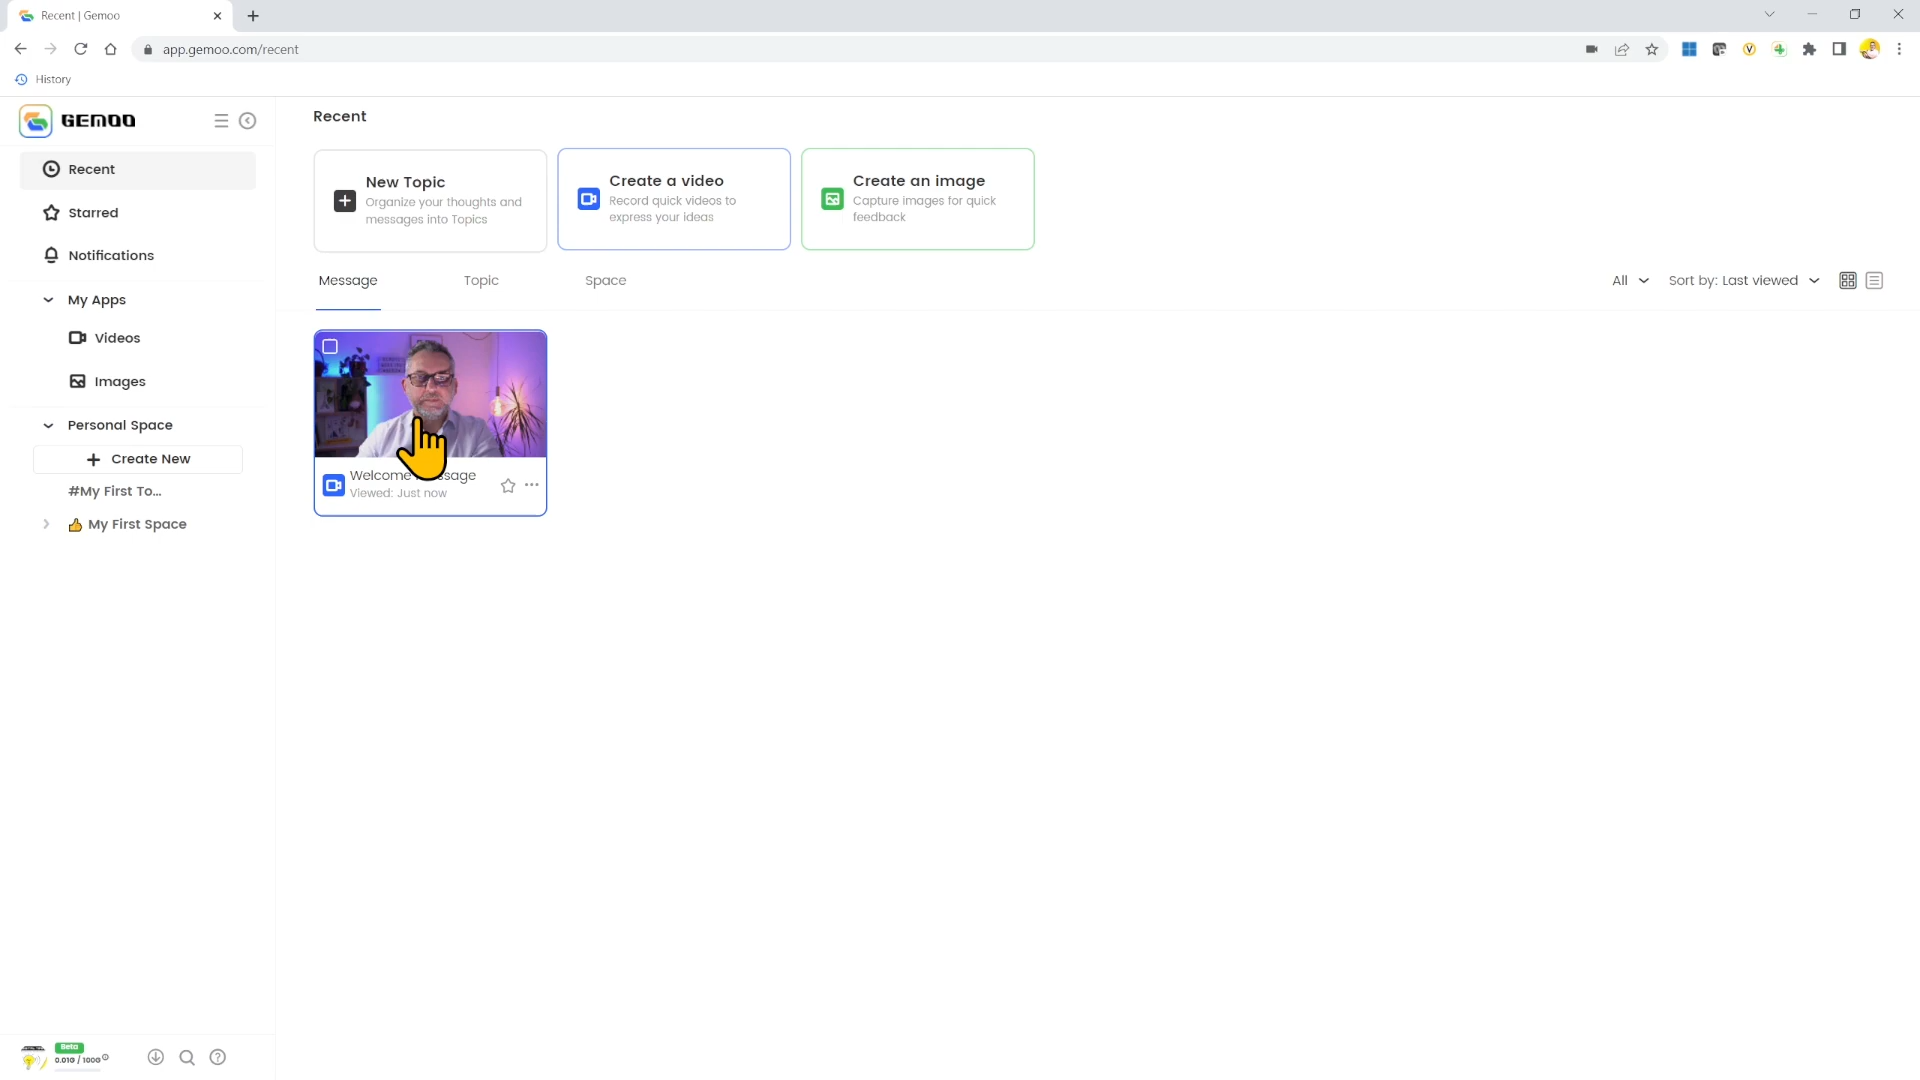 Recent | Gemoo
app.gemoo.com/recent
History
GEMOO
Recent
Starred
Notifications
My Apps
Videos
Images
Personal Space
Create New
#My First To...
My First Space
Beta
0.01G / 100G
Recent
New Topic
Organize your thoughts and
messages into Topics
Create a video
Record quick videos to
express your ideas
Create an image
Capture images for quick
feedback
Message
Topic
Space
All
Sort by: Last viewed
Welcome
Viewed: Just now